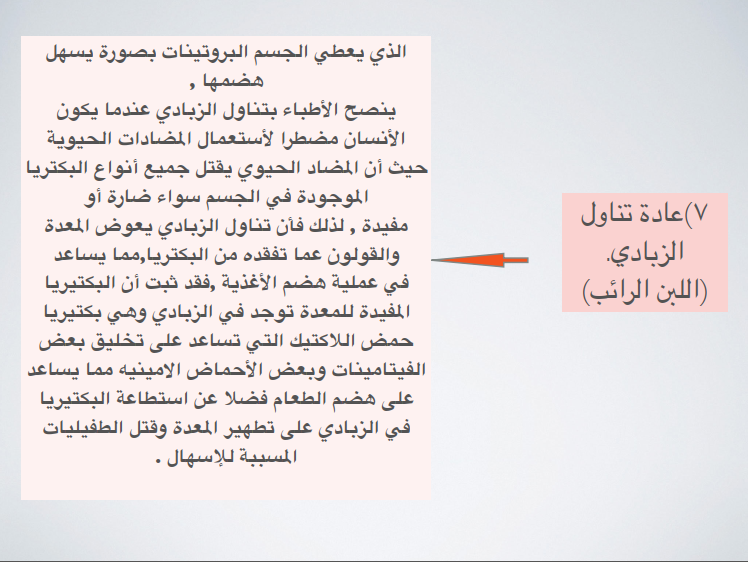 ٧)عادة تناول
الزبادي.
(اللبن الرائب)
الذي يعطي الجسم البروتينات بصورة يسهل
هضمها ,
ينصح الأطباء بتناول الزبادي عندما يكون
الأنسان مضطرا لأستعمال المضادات الحيوية
حيث أن المضاد الحيوي يقتل جميع أنواع البكتريا
الموجودة في الجسم سواء ضارة أو
مفيدة , لذلك فأن تناول الزبادي يعوض المعدة
والقولون عما تفقده من البكتريا,مما يساعد
في عملية هضم الأغذية ,فقد ثبت أن البكتيريا
المفيدة للمعدة توجد في الزبادي وهي بكتيريا
حمض اللاكتيك التي تساعد على تخليق بعض
الفيتامينات وبعض الأحماض الامينيه مما يساعد
على هضم الطعام فضلا عن استطاعة البكتيريا
في الزبادي على تطهير المعدة وقتل الطفيليات
المسببة للإسهال .